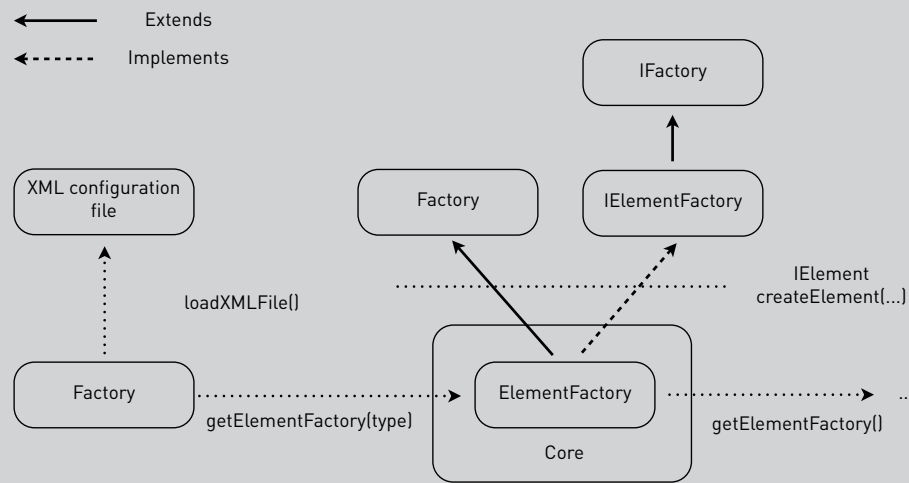 Extends
Implements
IFactory
XML configuration
file
Factory
IElementFactory
loadXMLFile()
IElement
createElement(...)
Factory
ElementFactory
...
getElementFactory(type)
getElementFactory()
Core